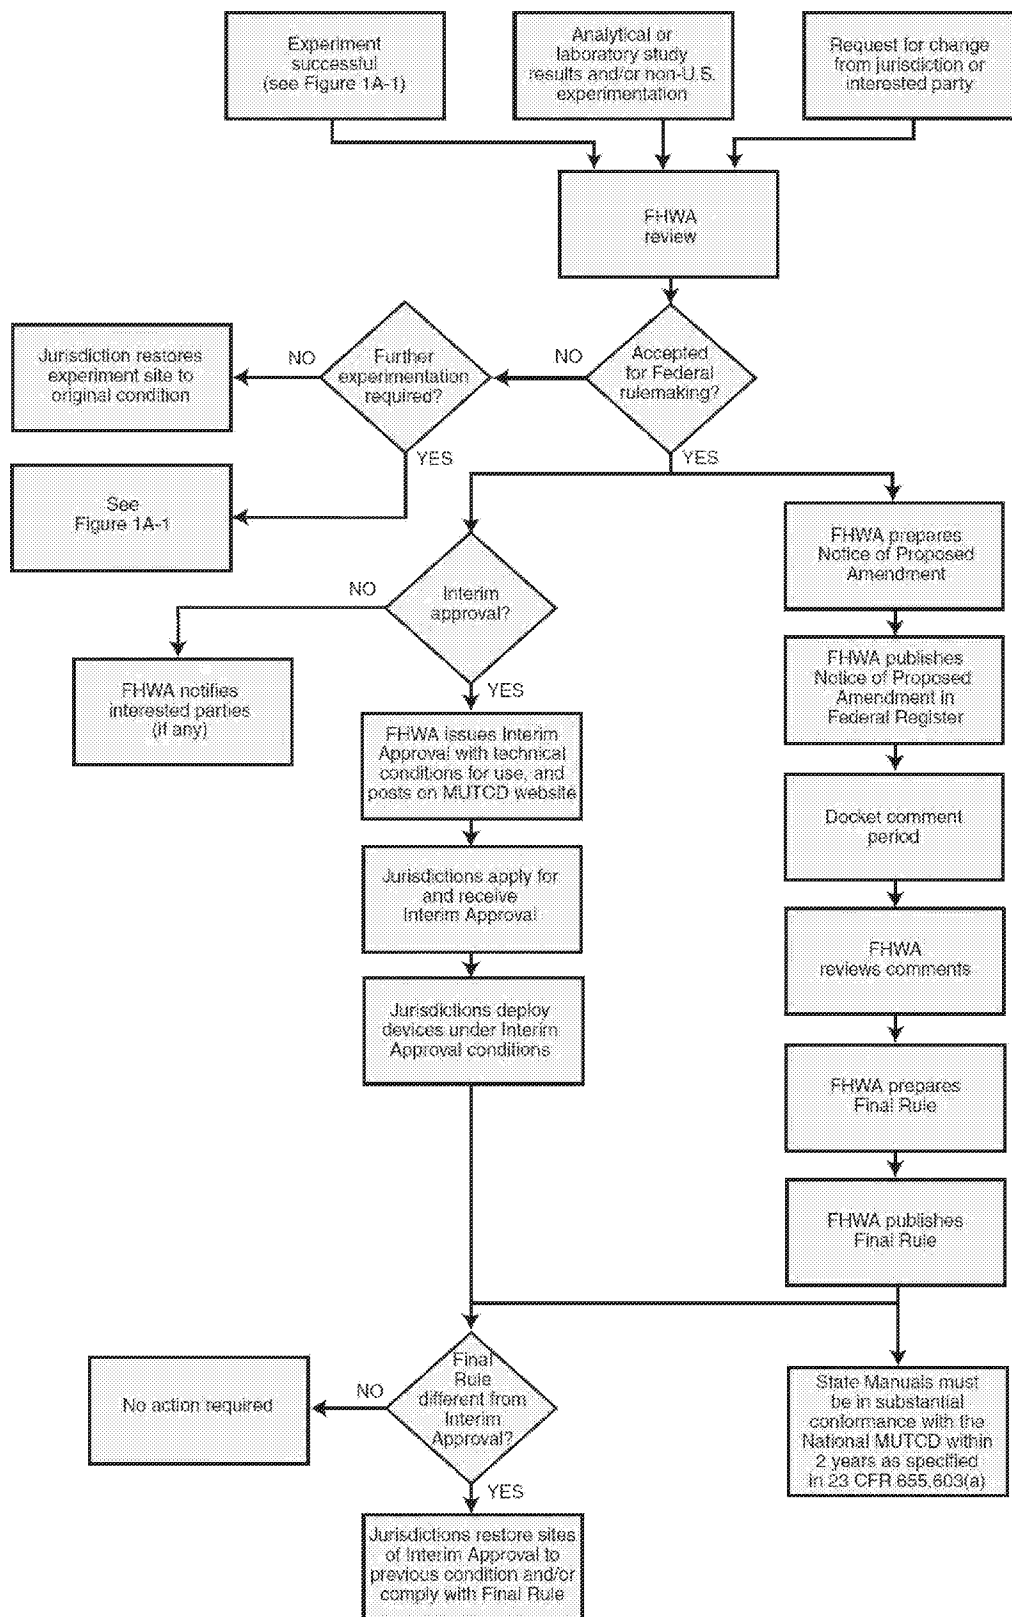 Experiment
successful
(see Figure 1A-1)
Analytical or
laboratory study
results and/or non-U.S.
experimentation
Request for change
from jurisdiction or
interested party
FHWA
review
Jurisdiction restores
experiment site to
original condition
NO
Further
experimentation
required?
NO
Accepted
for Federal
rulemaking?
YES
YES
See
Figure 1A-1
FHWA prepares
Notice of Proposed
Amendment
NO
Interim
approval?
FHWA notifies
interested parties
(if any)
YES
FHWA publishes
Notice of Proposed
Amendment in
Federal Register
FHWA issues Interim
Approval with technical
conditions for use, and
posts on MUTCD website
Docket comment
period
Jurisdictions apply for
and receive
Interim Approval
FHWA
reviews comments
Jurisdictions deploy
devices under Interim
Approval conditions
FHWA prepares
Final Rule
FHWA publishes
Final Rule
No action required
NO
Final
Rule
different from
Interim
Approval?
State Manuals must
be in substantial
conformance with the
National MUTCD within
2 years as specified
in 23 CFR 655.603(a)
YES
Jurisdictions restore sites
of Interim Approval to
previous condition and/or
comply with Final Rule